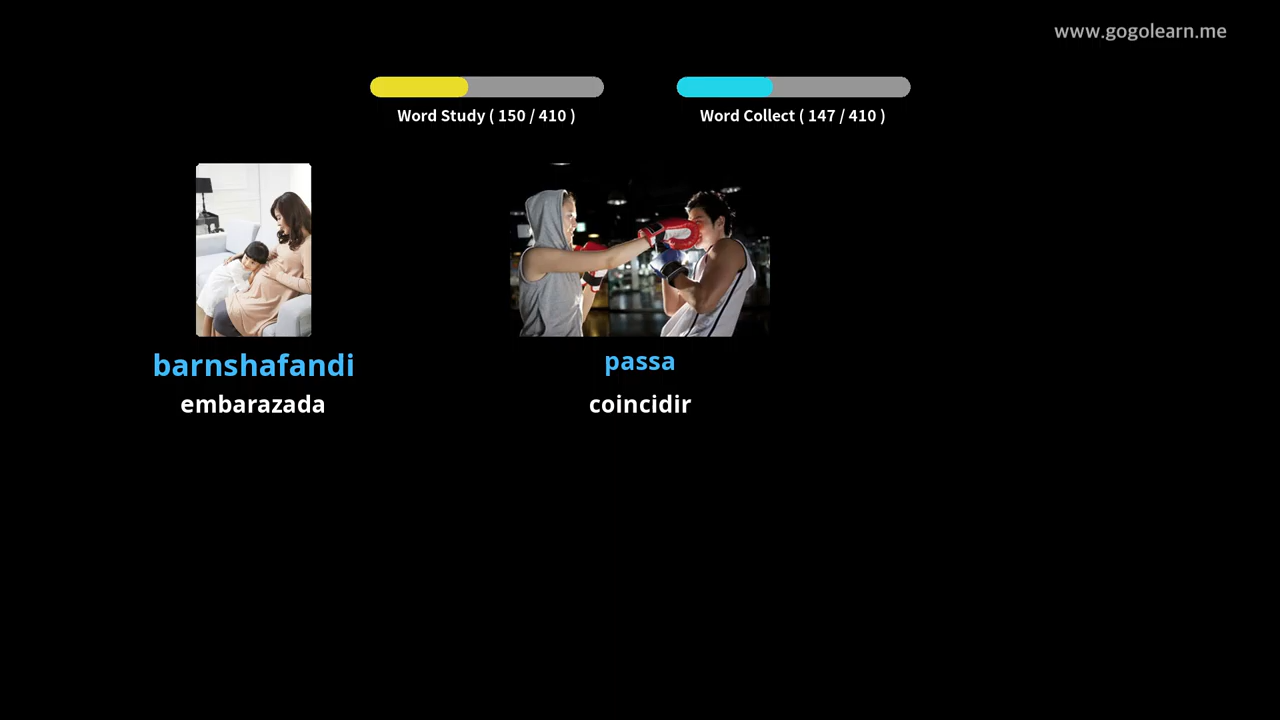 www.gogolearn.me
Word Study ( 150 / 410 )
Word Collect ( 147 / 410 )
barnshafandi
embarazada
passa
coincidir